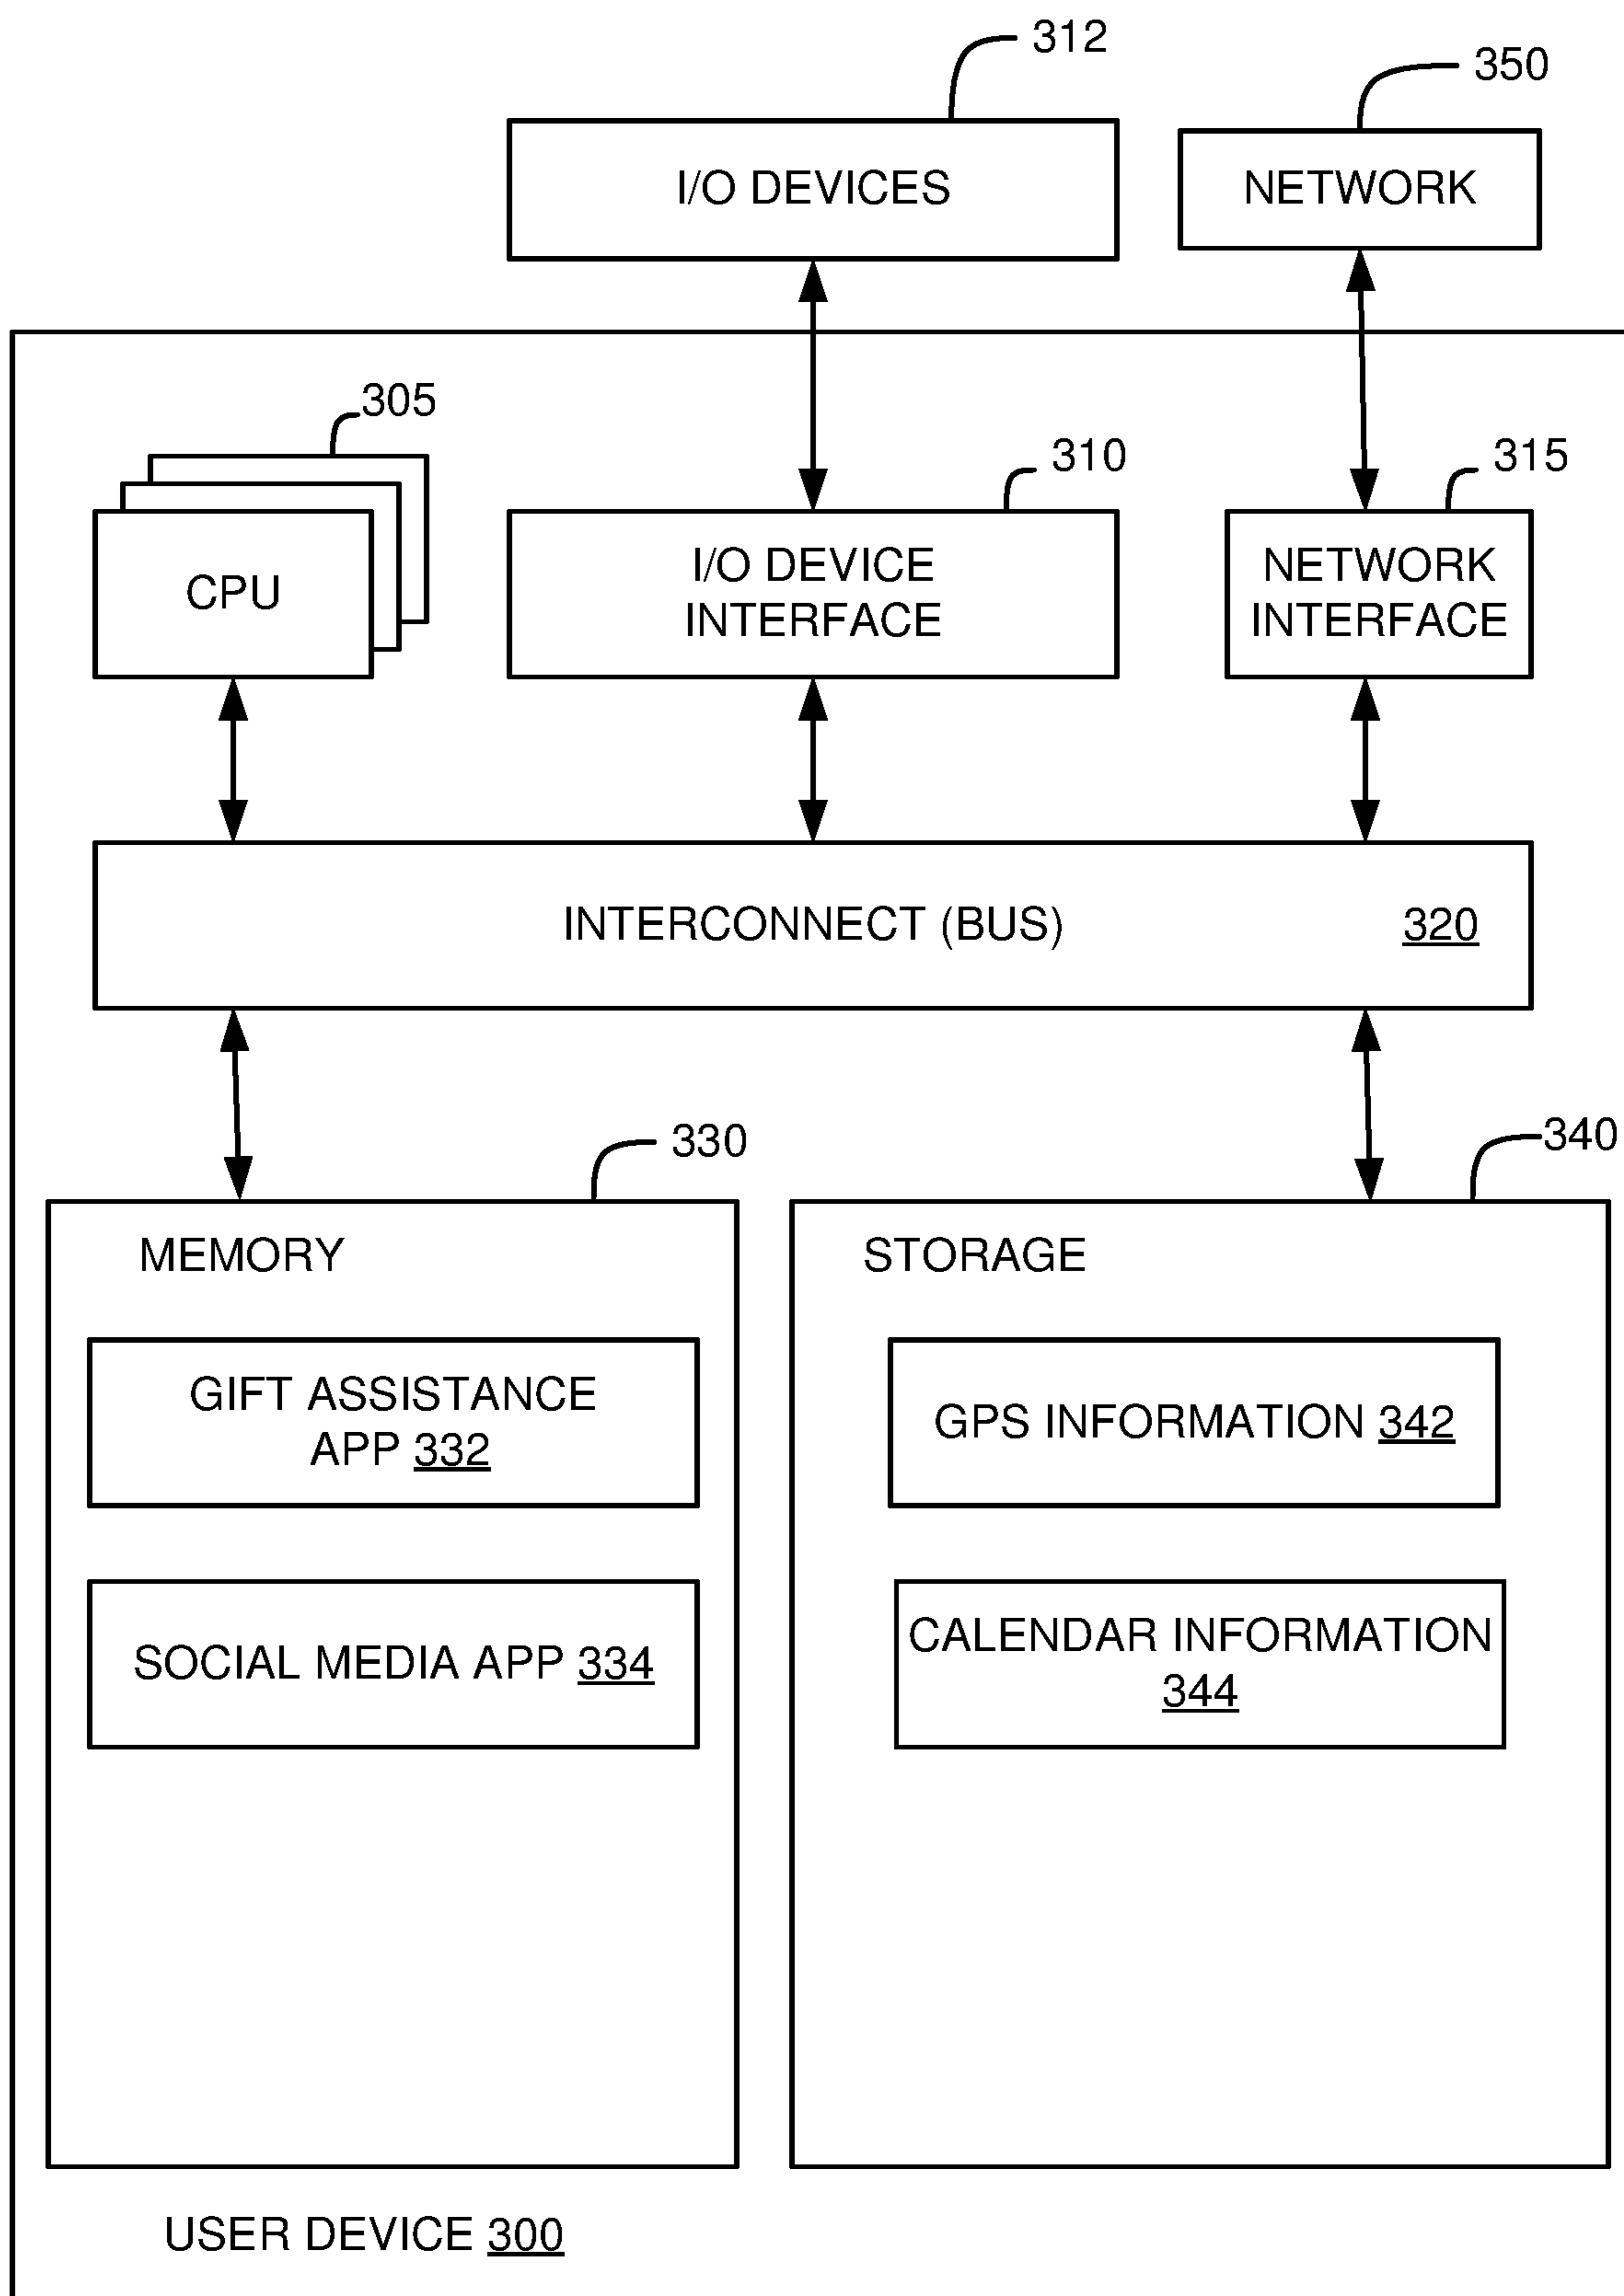 312
350
I/O DEVICES
NETWORK
305
310
315
CPU
I/O DEVICE
INTERFACE
NETWORK
INTERFACE
INTERCONNECT (BUS)
320
330
340
MEMORY
STORAGE
GIFT ASSISTANCE
APP 332
GPS INFORMATION 342
SOCIAL MEDIA APP 334
CALENDAR INFORMATION
344
USER DEVICE 300